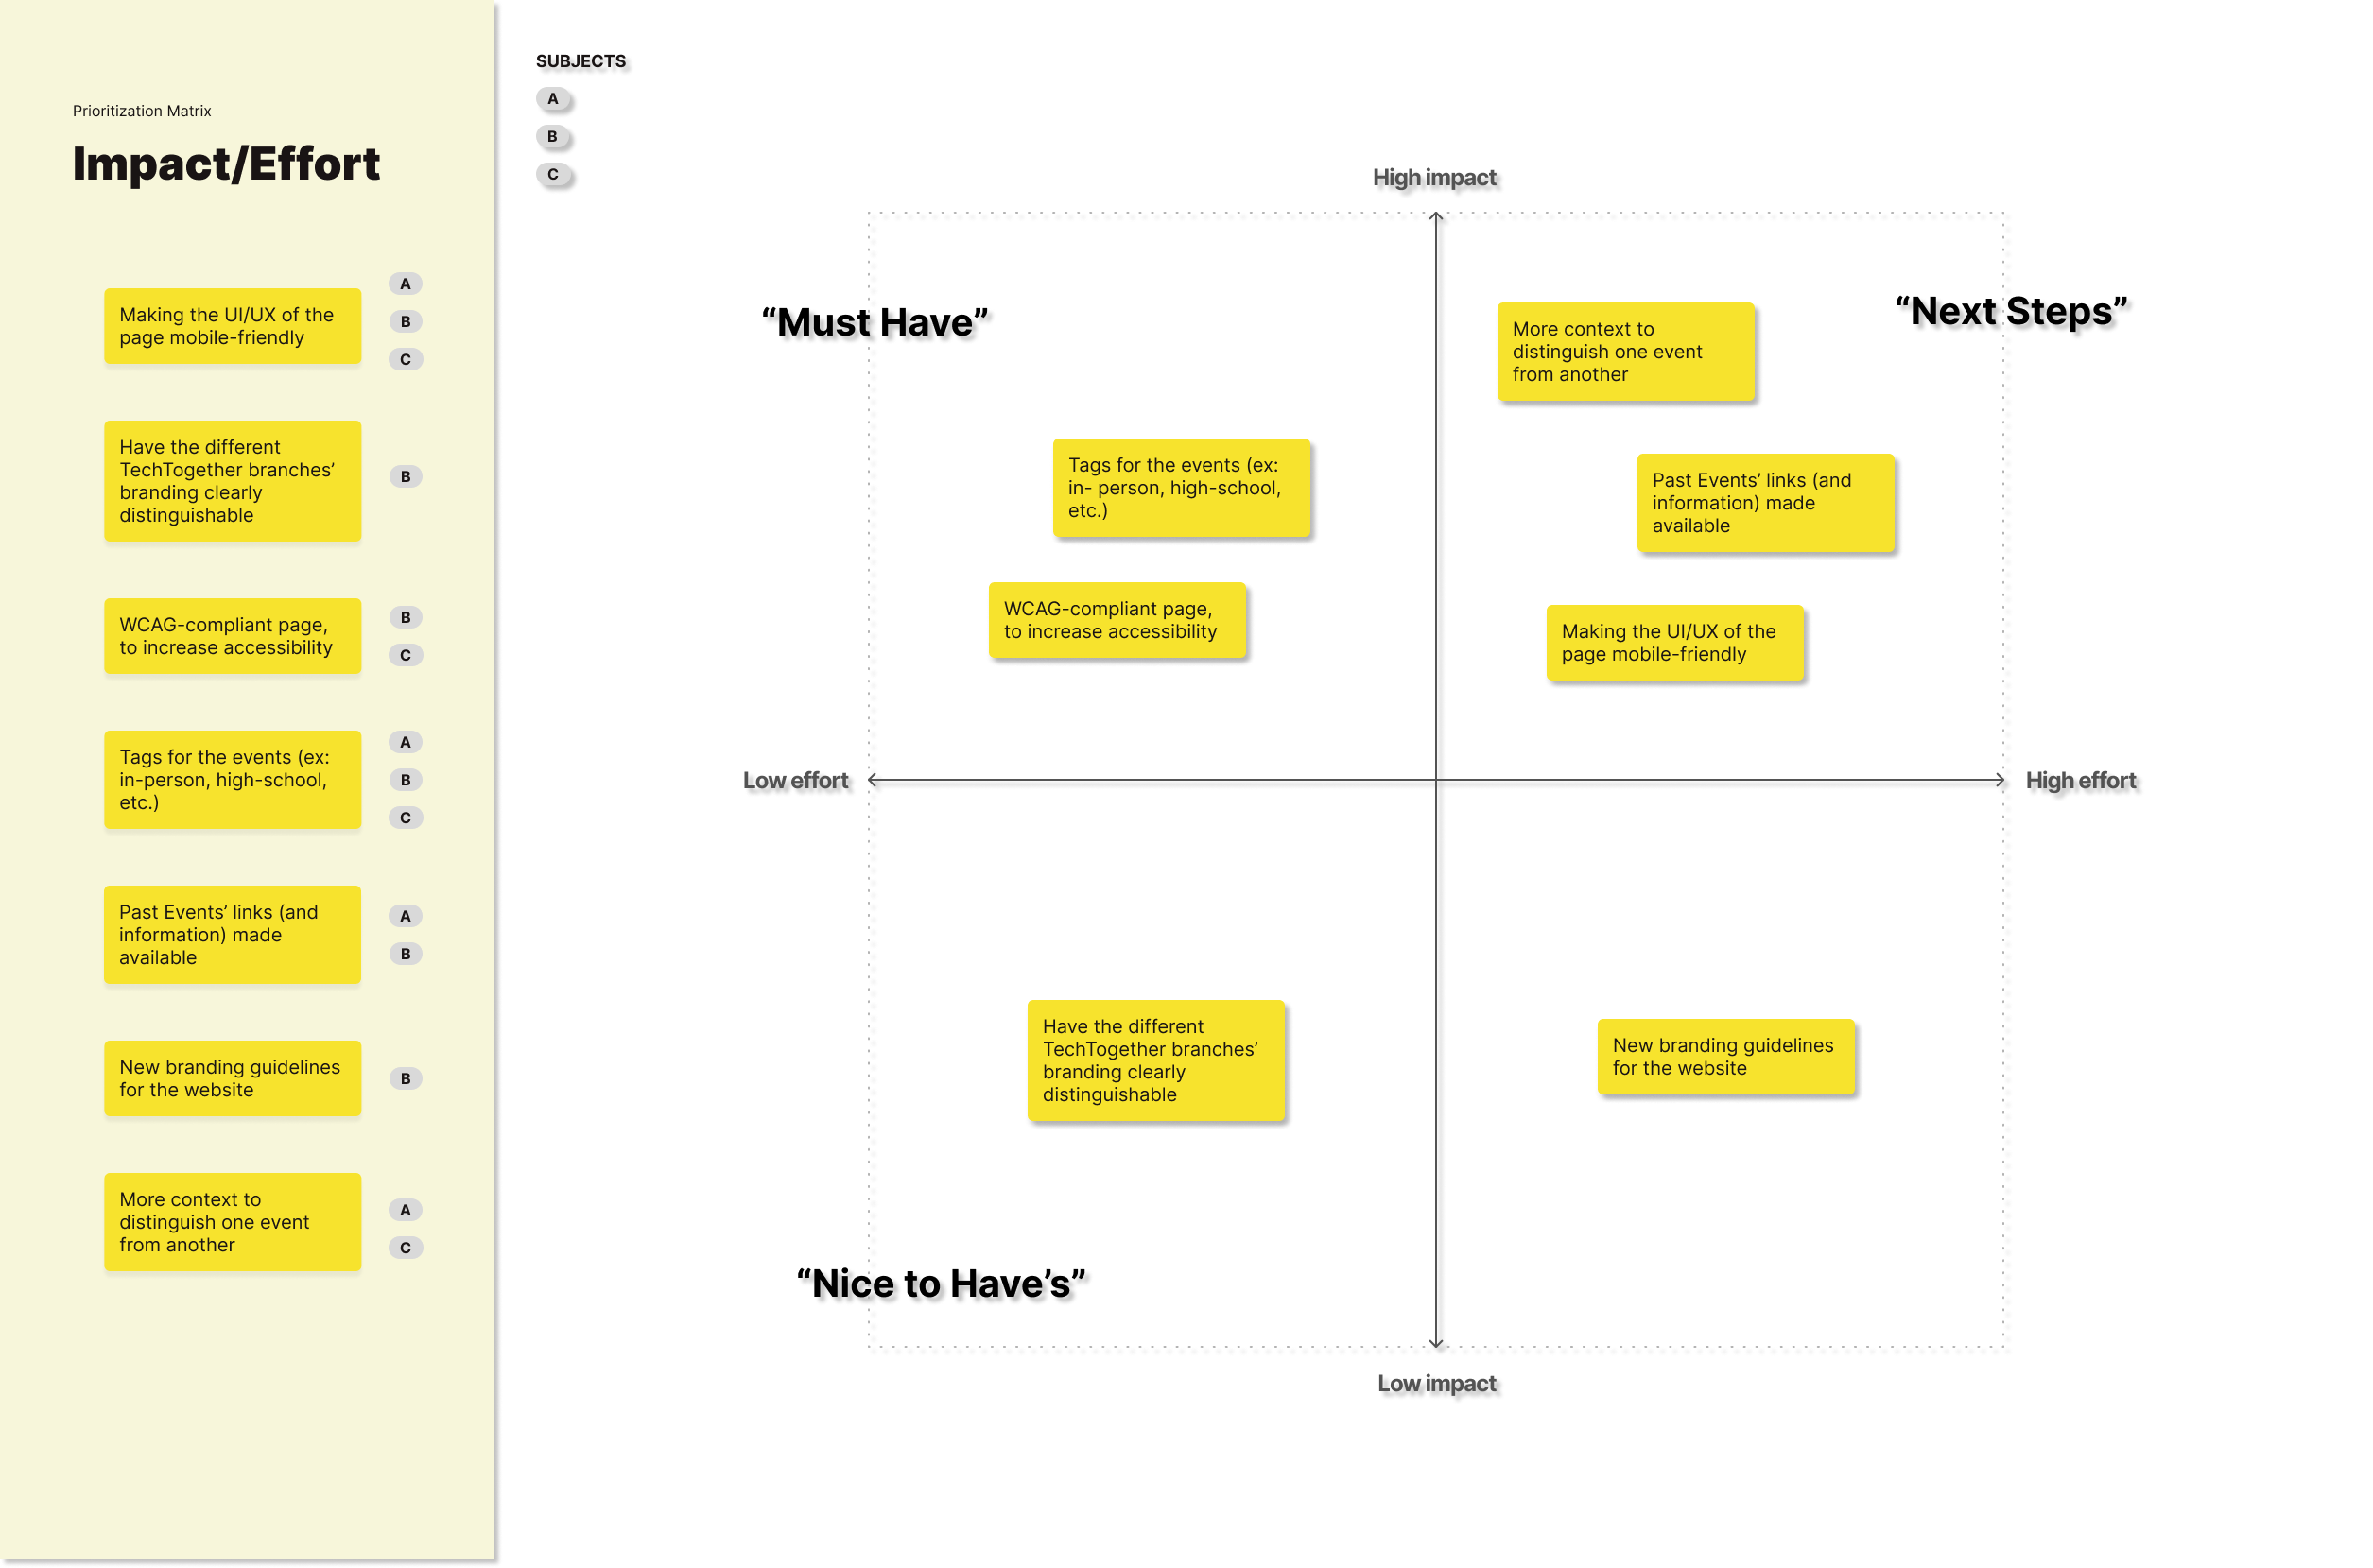 Prioritization Matrix
Impact/Effort
Making the UI/UX of the
page mobile-friendly
A
B
C
Have the different
TechTogether branches’
branding clearly
distinguishable
B
WCAG-compliant page,
to increase accessibility
B
C
Tags for the events (ex:
in-person, high-school,
etc.)
A
B
C
Past Events’ links (and
information) made
available
A
B
New branding guidelines
for the website
B
More context to
distinguish one event
from another
A
C
SUBJECTS
A
B
C
High impact
“Must Have”
“Next Steps”
More context to
distinguish one event
from another
Tags for the events (ex:
in- person, high-school,
etc.)
Past Events’ links (and
information) made
available
WCAG-compliant page,
to increase accessibility
Making the UI/UX of the
page mobile-friendly
Low effort
High effort
Have the different
TechTogether branches’
branding clearly
distinguishable
New branding guidelines
for the website
“Nice to Have’s”
Low impact